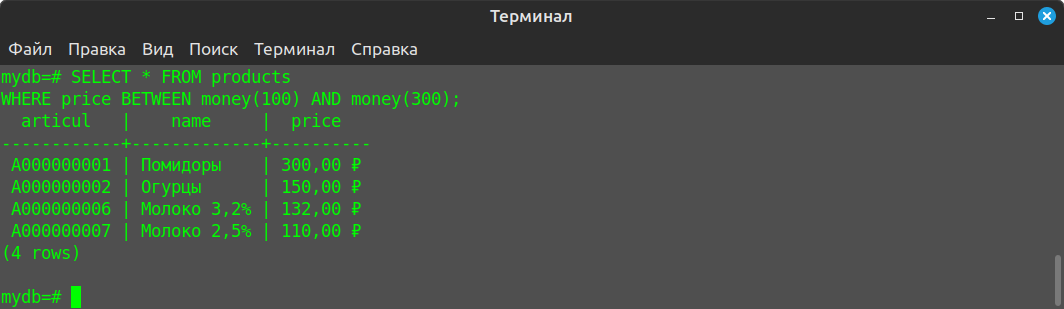 Терминал
Файл Правка Вид Поиск Терминал Справка
mydb=# SELECT * FROM products
WHERE price BETWEEN money(100) AND money(300);
  articul   |    name     |  price
------------+-------------+----------
 A000000001 | Помидоры    | 300,00 ₽
 A000000002 | Огурцы      | 150,00 ₽
 A000000006 | Молоко 3,2% | 132,00 ₽
 A000000007 | Молоко 2,5% | 110,00 ₽
(4 rows)
mydb=#